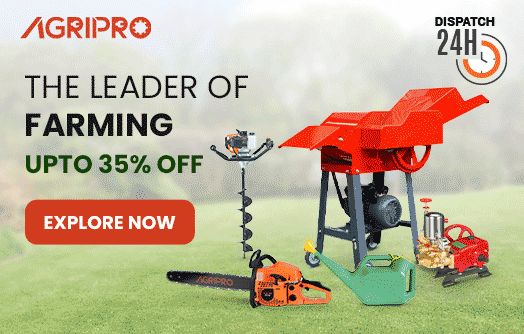 AGRIPRO
DISPATCH
24H
THE LEADER OF
FARMING
UPTO 35% OFF
EXPLORE NOW
AGRIPRO